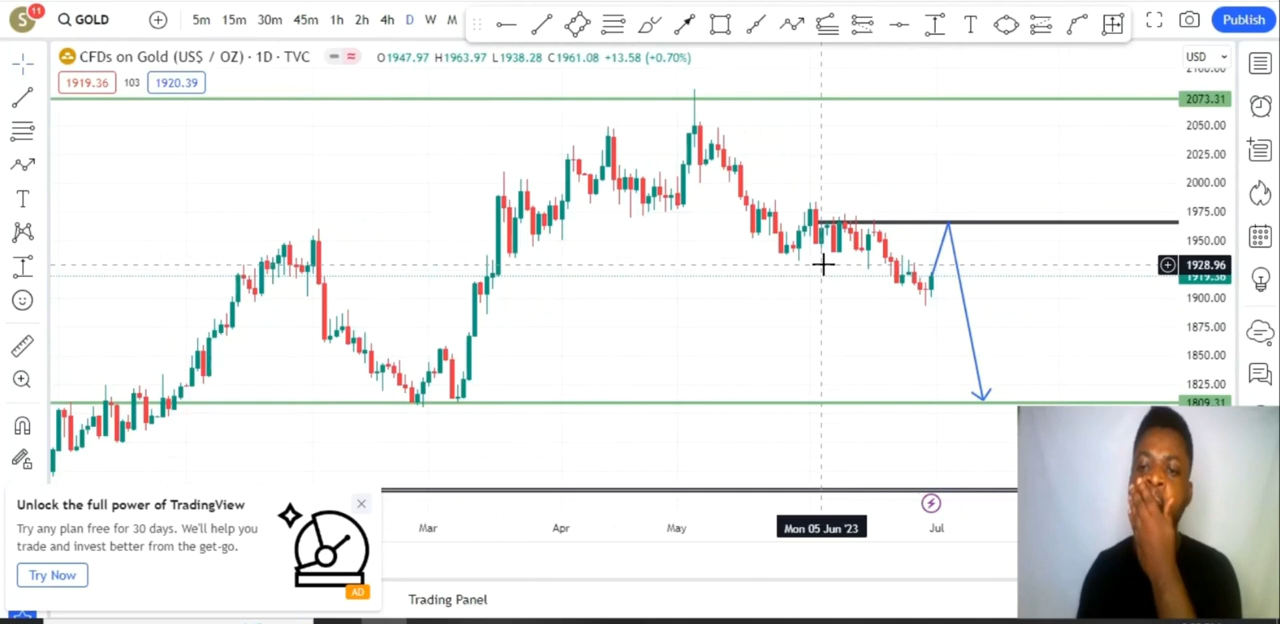 S 11 GOLD 5m 15m 30m 45m 1h 2h 4h D W M Publish
CFDs on Gold (US$ / OZ) · 1D · TVC O1947.97 H1963.97 L1938.28 C1961.08 +13.58 (+0.70%) USD
1919.36 103 1920.39
2073.31
2050.00
2025.00
2000.00
1975.00
1950.00
1928.96
1919.36
1900.00
1875.00
1850.00
1825.00
1809.31
T
T
Unlock the full power of TradingView
Try any plan free for 30 days. We'll help you
trade and invest better from the get-go.
Try Now
AD
Mar Apr May Mon 05 Jun '23 Jul
Trading Panel